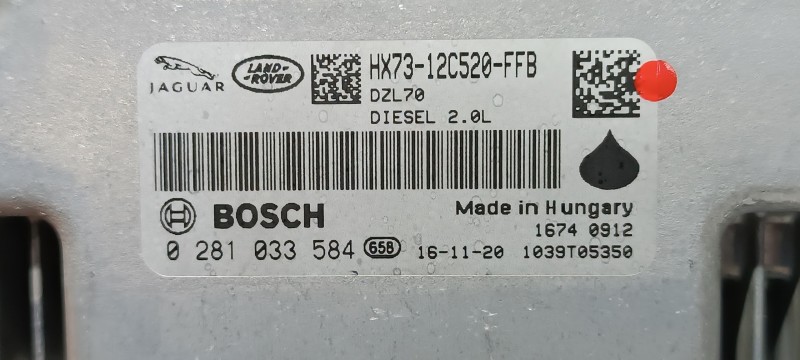 JAGUAR
LAND-
ROVER
HX73-12C520-FFB
DZL70
DIESEL 2.0L
BOSCH
Made in Hungary
1674 0912
0 281 033 584 65B 16-11-20 1039T05350